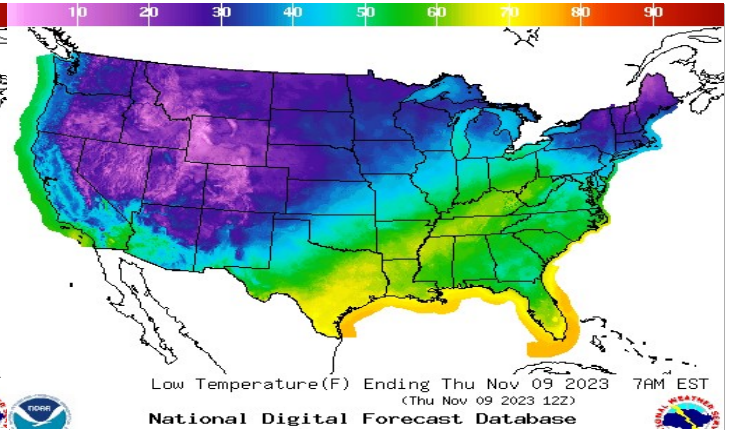 10 20 30 40 50 60 70 80 90
Low Temperature(F) Ending Thu Nov 09 2023 7AM EST
(Thu Nov 09 2023 12Z)
National Digital Forecast Database
noaa